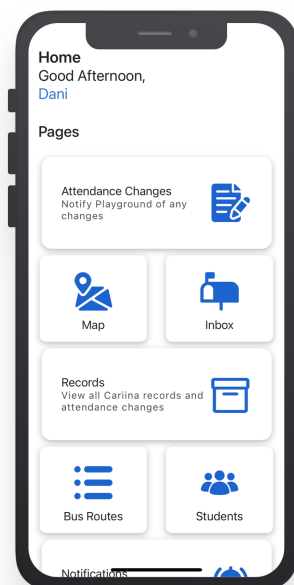 Home
Good Afternoon,
Dani
Pages
Attendance Changes
Notify Playground of any
changes
Map
Inbox
Records
View all Cariina records and
attendance changes
Bus Routes
Students
Notifications